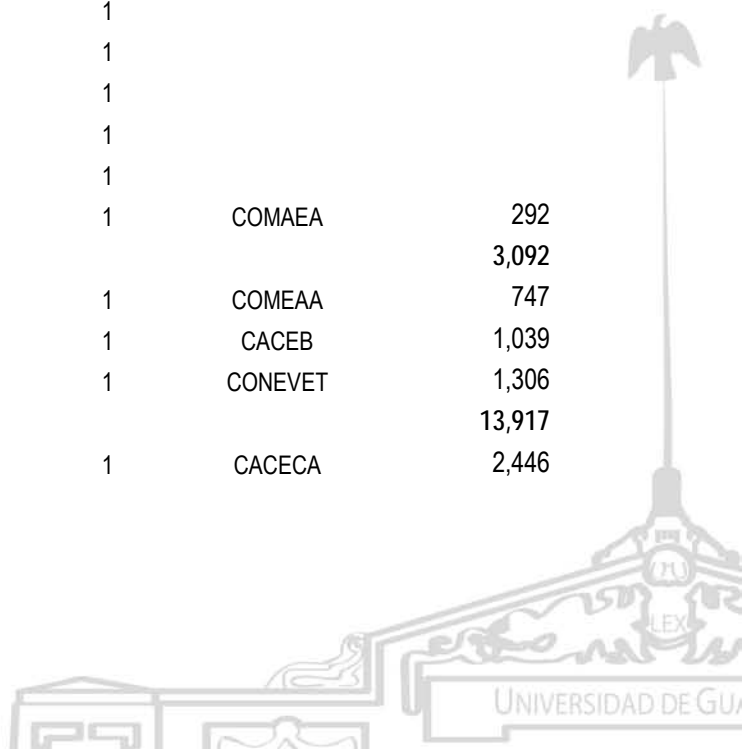 1
1
1
1
1
1 COMAEA 292
3,092
1 COMEAA 747
1 CACEB 1,039
1 CONEVET 1,306
13,917
1 CACECA 2,446
LEX
UNIVERSIDAD DE GUA